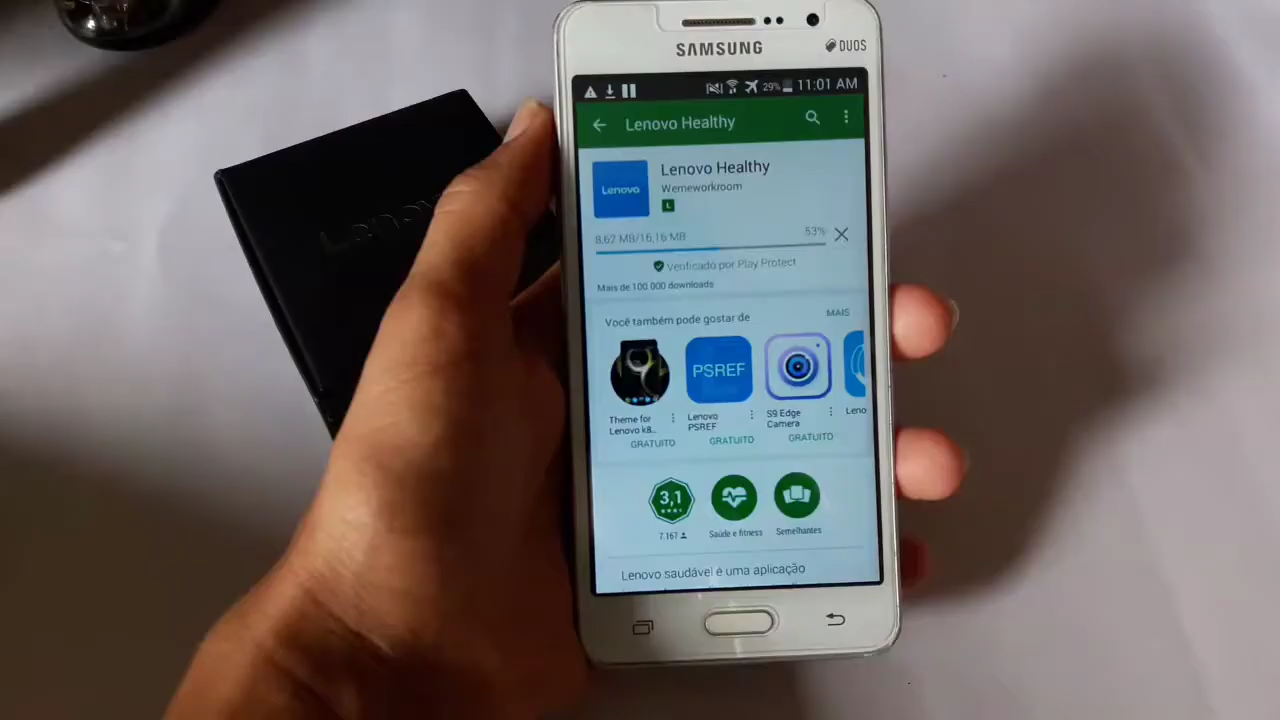 SAMSUNG
DUOS
29% 11:01 AM
Lenovo Healthy
Lenovo
Lenovo Healthy
Wemeworkroom
L
8,62 MB/16,16 MB 53%
Verificado por Play Protect
Mais de 100 000 downloads
Você também pode gostar de MAIS
PSREF
Theme for
Lenovo k8...
GRATUITO
Lenovo
PSREF
GRATUITO
S9 Edge
Camera
GRATUITO
Leno
3,1
7.167
Saúde e fitness
Semelhantes
Lenovo saudável é uma aplicação
Lenovo